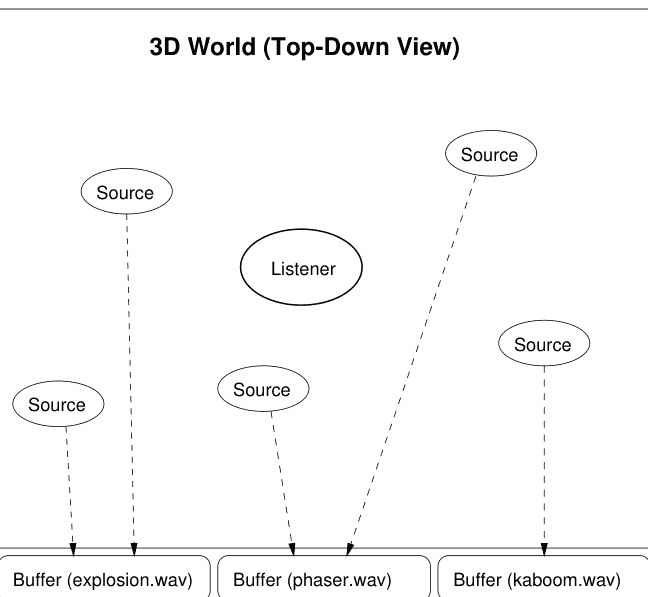 3D World (Top-Down View)
Source
Source
Listener
Source
Source
Source
Buffer (explosion.wav)
Buffer (phaser.wav)
Buffer (kaboom.wav)